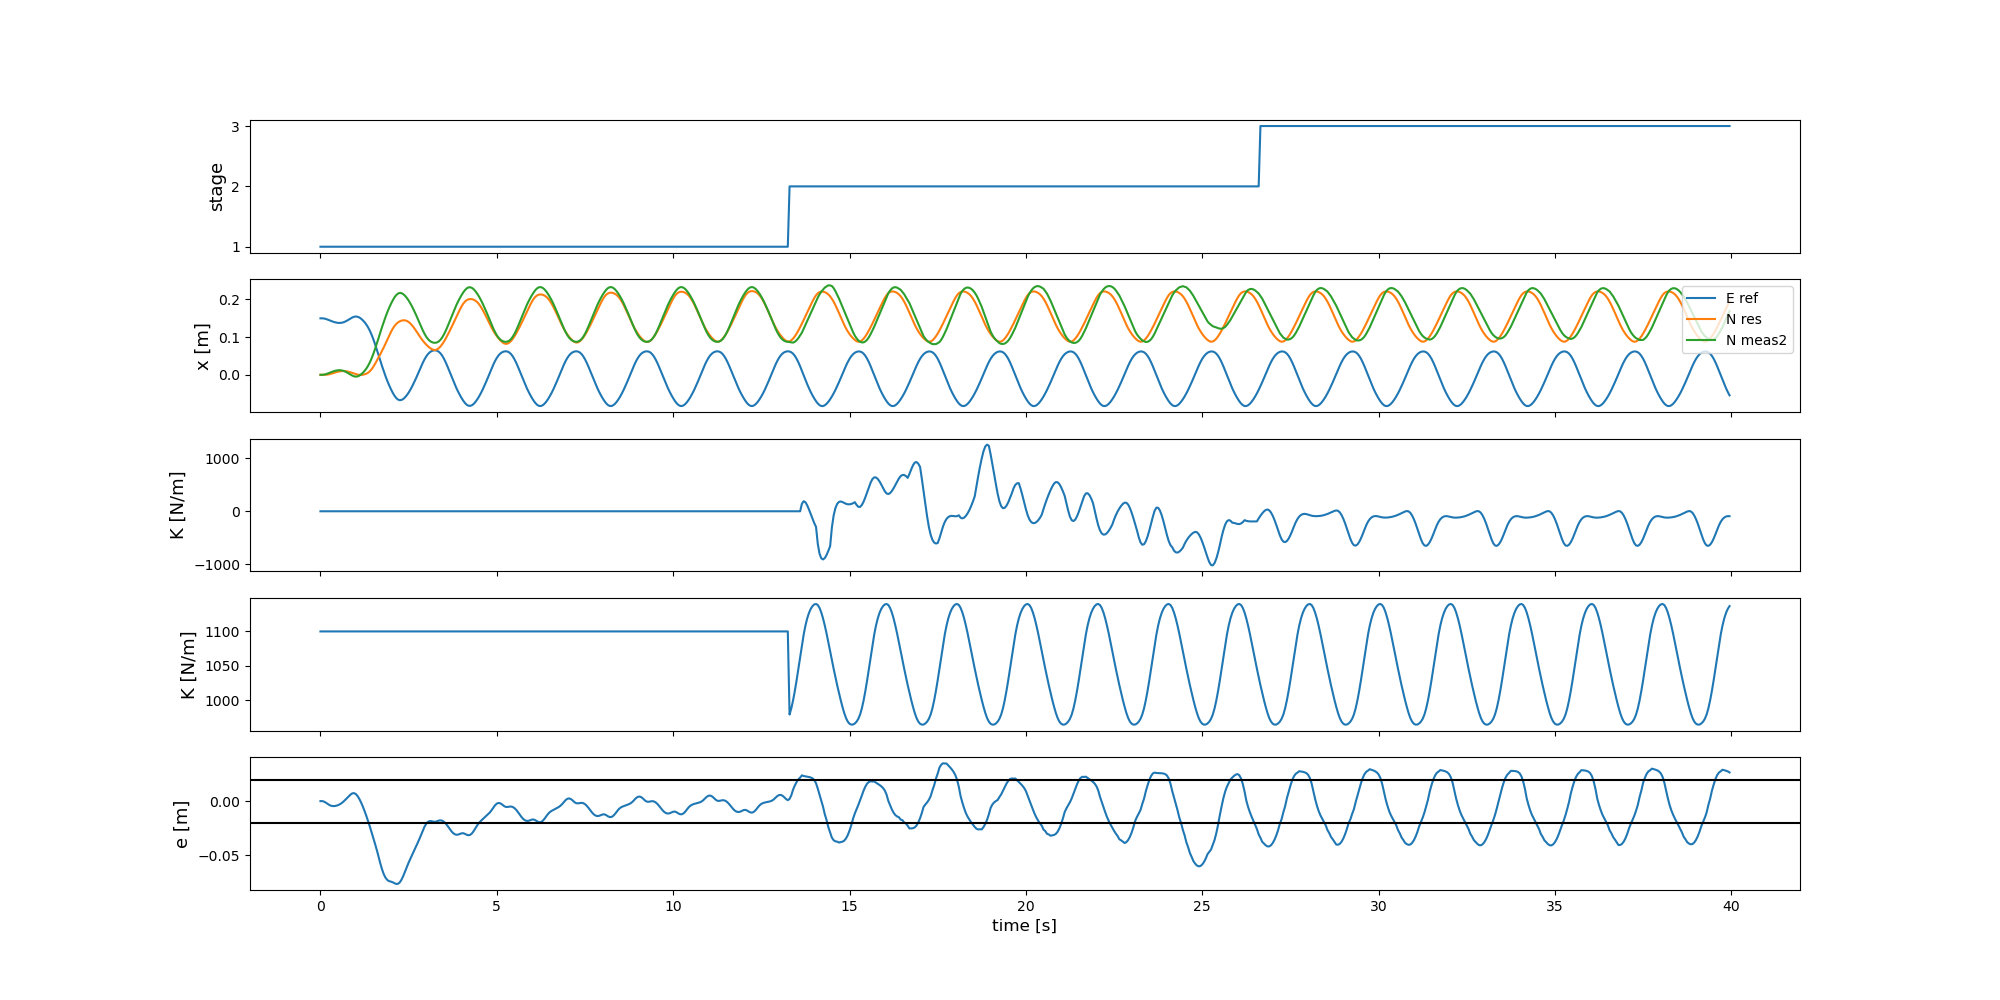 3
2
1
stage
0.2
0.1
0.0
x [m]
E ref
N res
N meas2
1000
0
−1000
K [N/m]
1100
1050
1000
K [N/m]
0.00
−0.05
e [m]
0 5 10 15 20 25 30 35 40
time [s]